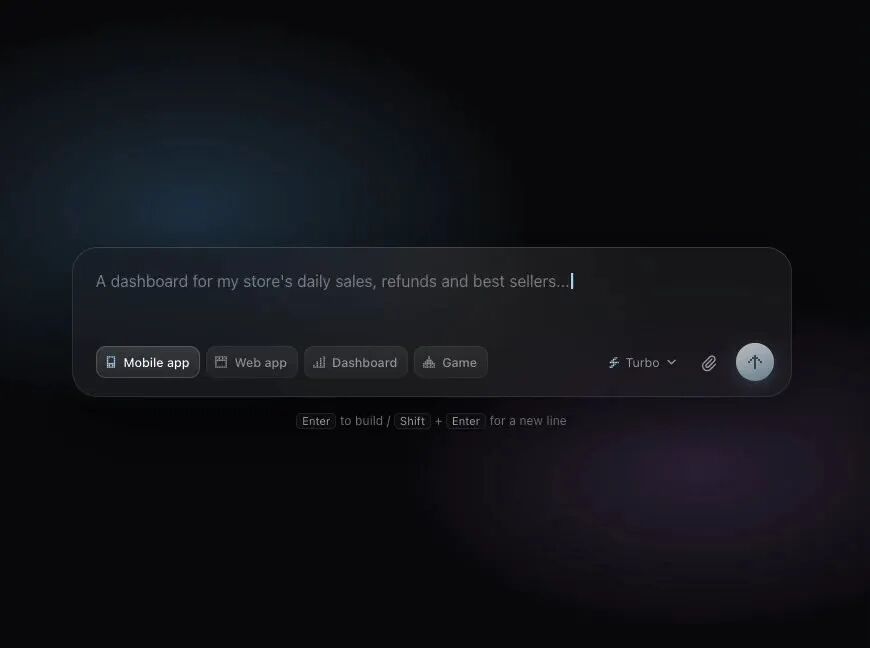 A dashboard for my store's daily sales, refunds and best sellers...
Mobile app Web app Dashboard Game Turbo
Enter to build / Shift + Enter for a new line